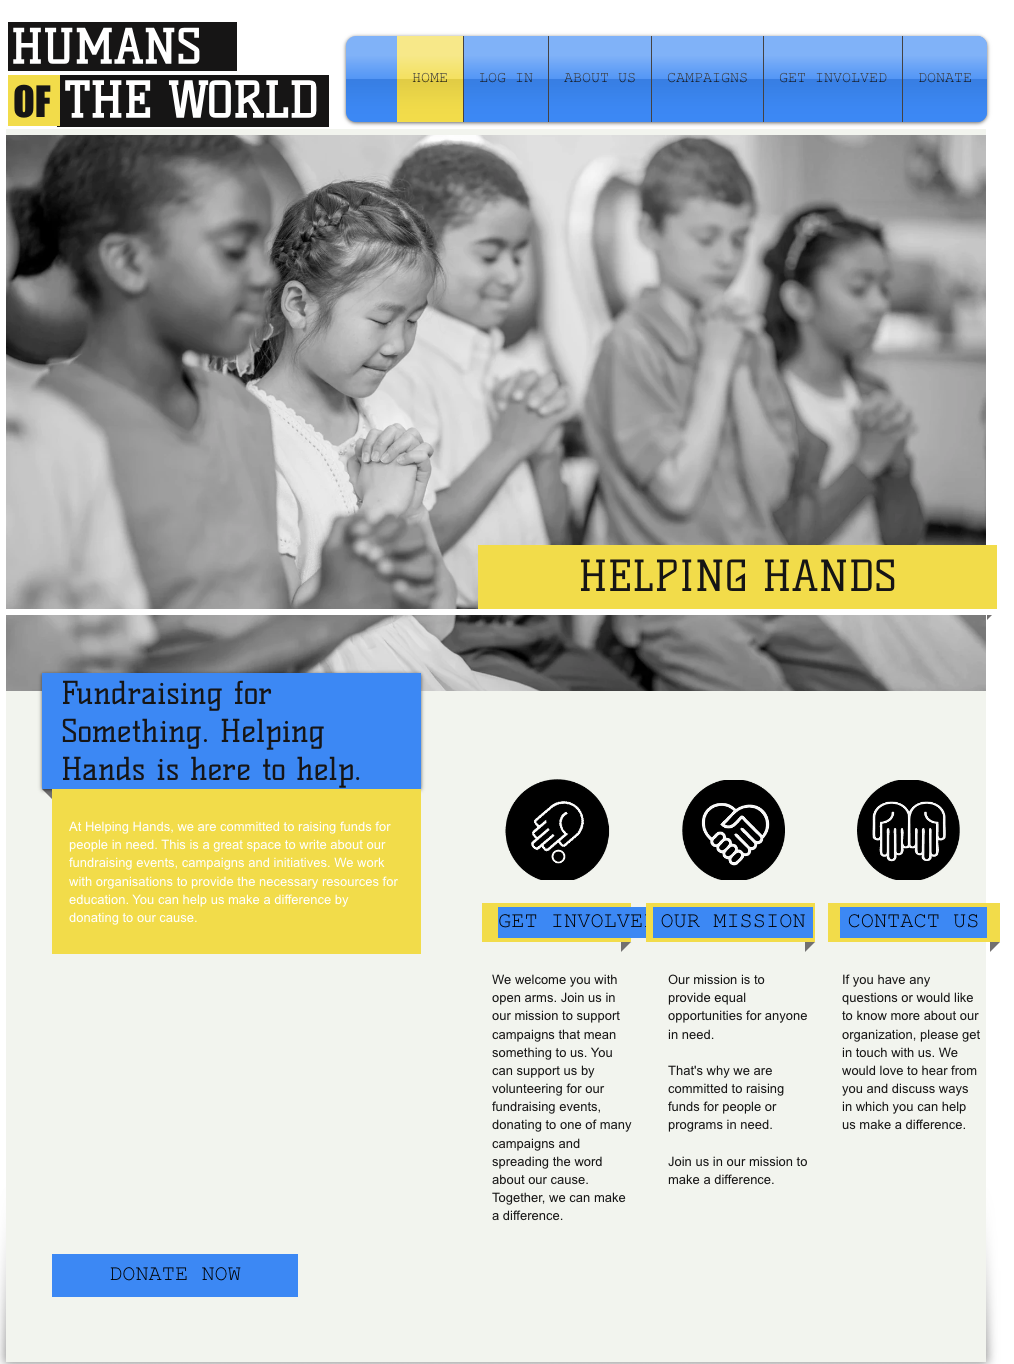 HUMANS
OF THE WORLD
HOME LOG IN ABOUT US CAMPAIGNS GET INVOLVED DONATE
HELPING HANDS
Fundraising for
Something. Helping
Hands is here to help.
At Helping Hands, we are committed to raising funds for
people in need. This is a great space to write about our
fundraising events, campaigns and initiatives. We work
with organisations to provide the necessary resources for
education. You can help us make a difference by
donating to our cause.
GET INVOLVE
We welcome you with
open arms. Join us in
our mission to support
campaigns that mean
something to us. You
can support us by
volunteering for our
fundraising events,
donating to one of many
campaigns and
spreading the word
about our cause.
Together, we can make
a difference.
OUR MISSION
Our mission is to
provide equal
opportunities for anyone
in need.
That's why we are
committed to raising
funds for people or
programs in need.
Join us in our mission to
make a difference.
CONTACT US
If you have any
questions or would like
to know more about our
organization, please get
in touch with us. We
would love to hear from
you and discuss ways
in which you can help
us make a difference.
DONATE NOW